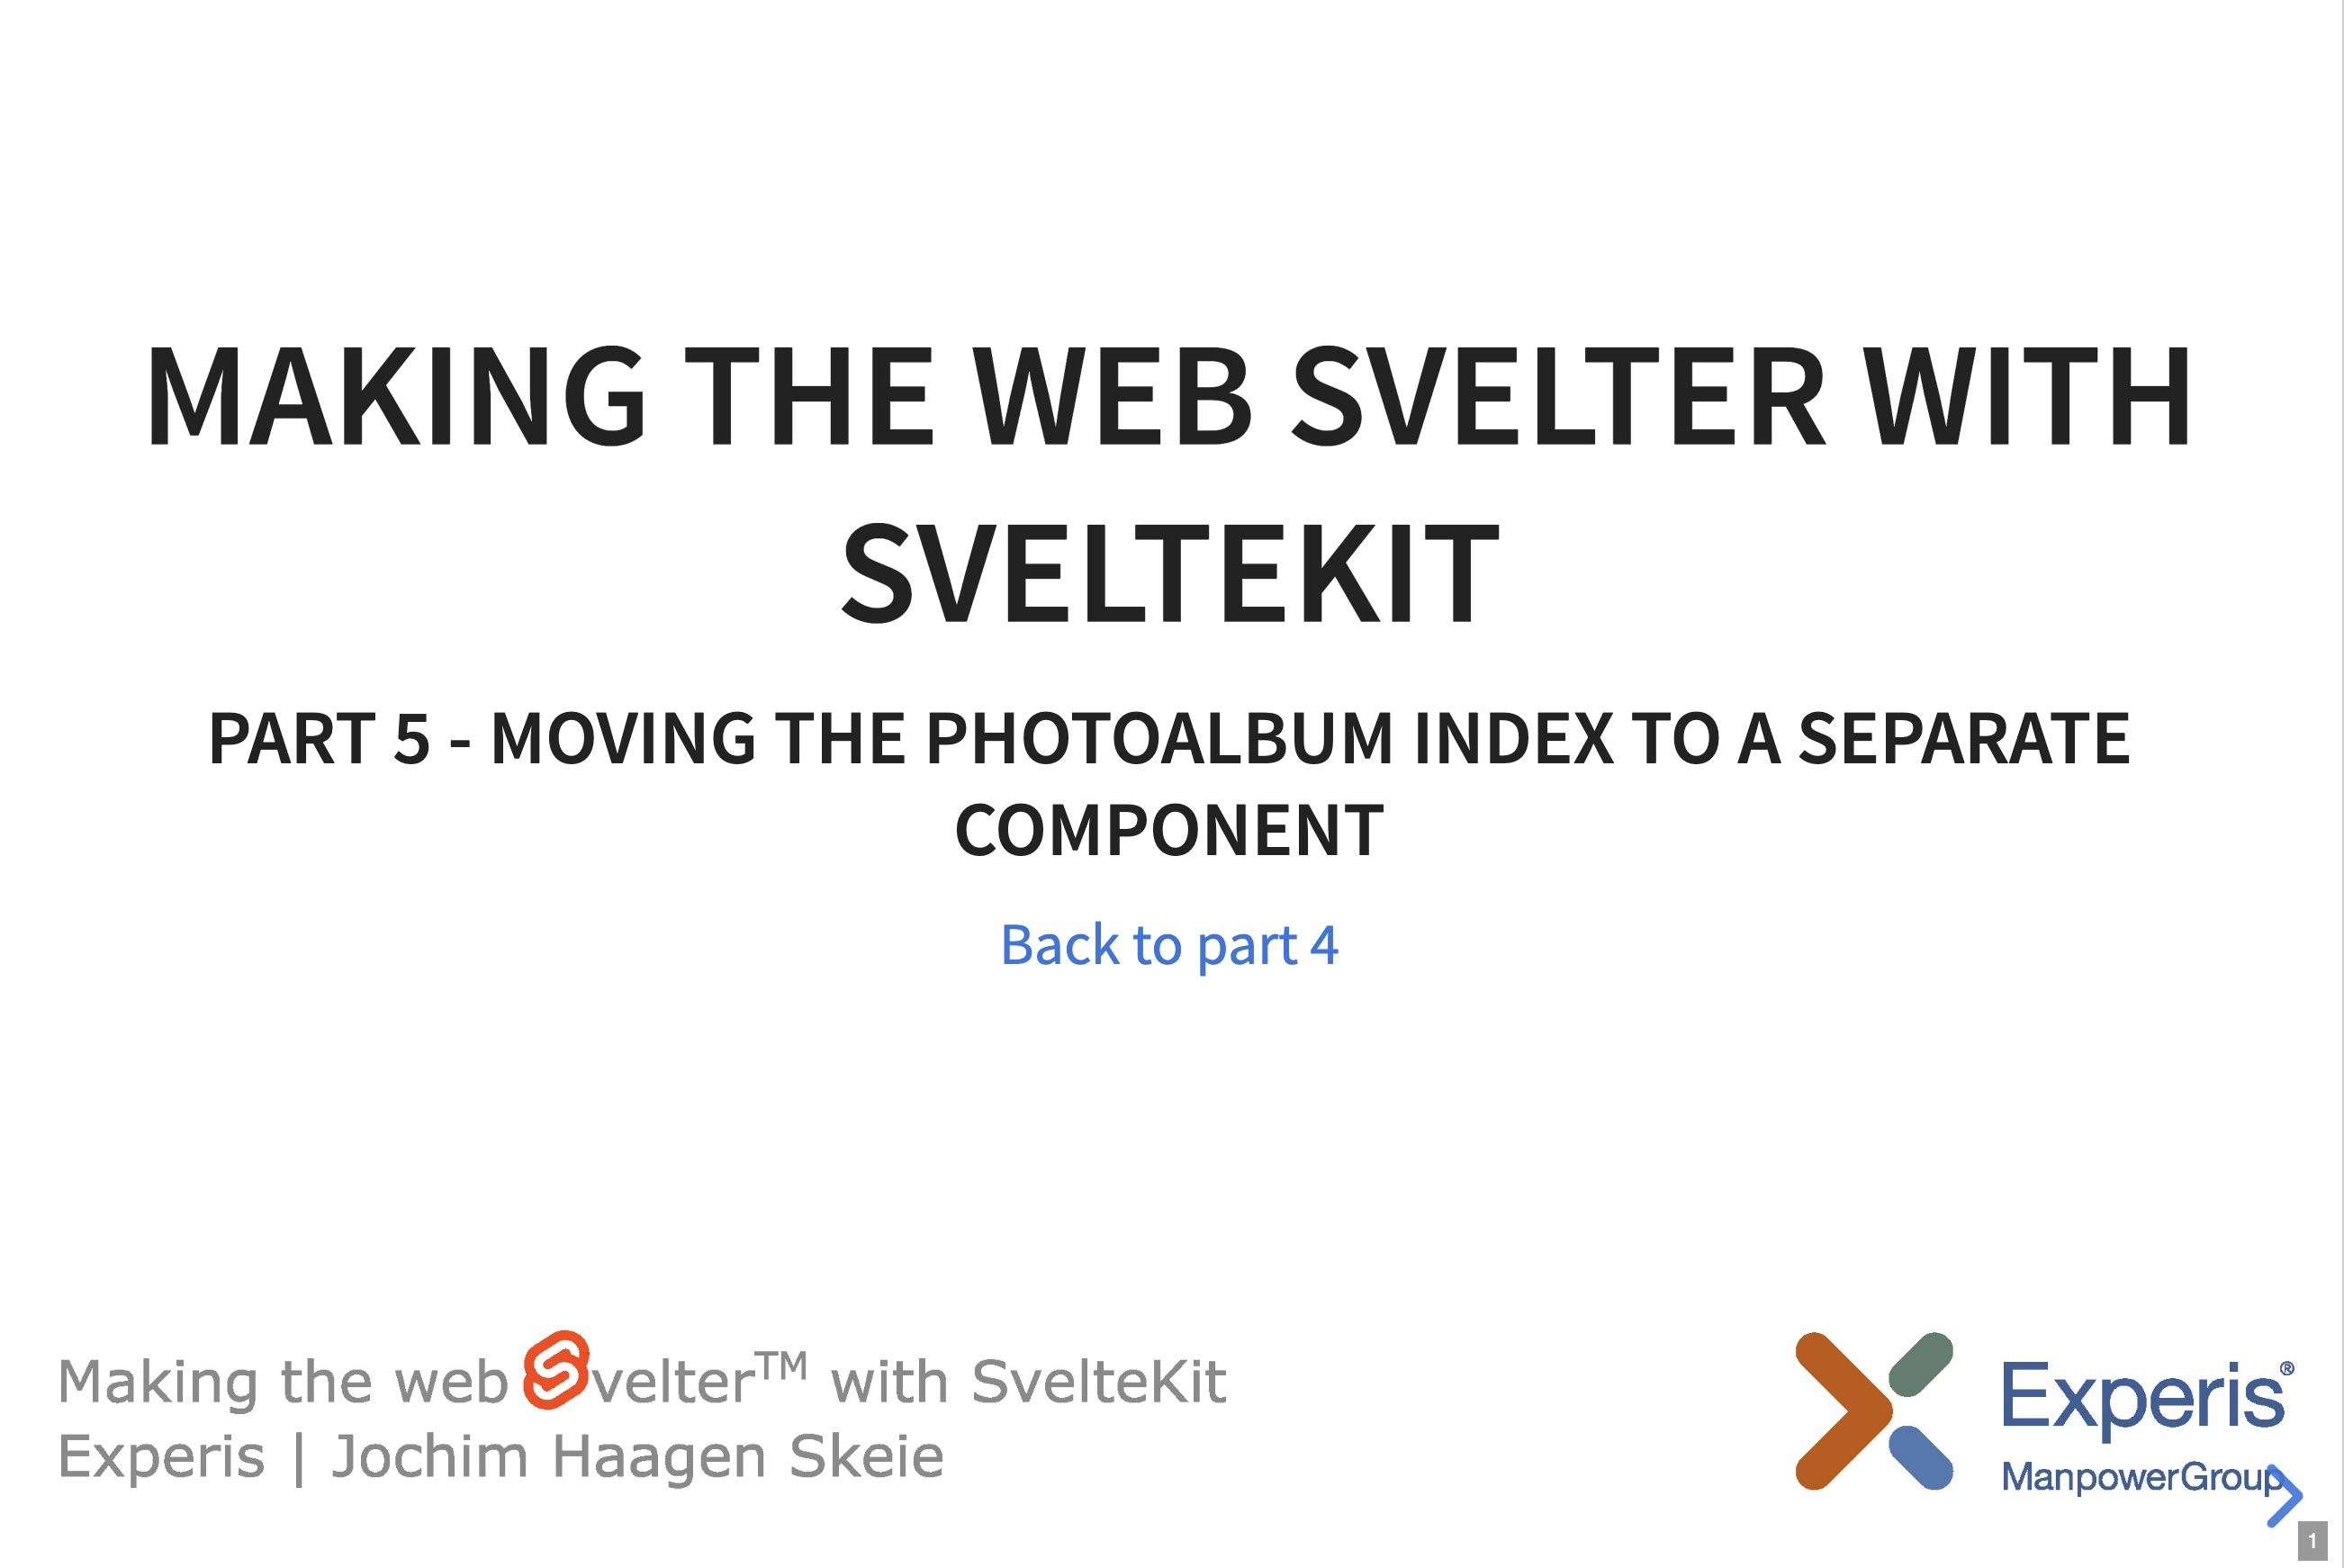 MAKING THE WEB SVELTER WITH
SVELTEKIT
PART 5 - MOVING THE PHOTOALBUM INDEX TO A SEPARATE
COMPONENT
Back to part 4
Making the web Svelter™ with SvelteKit
Experis | Jochim Haagen Skeie
Experis®
ManpowerGroup
1